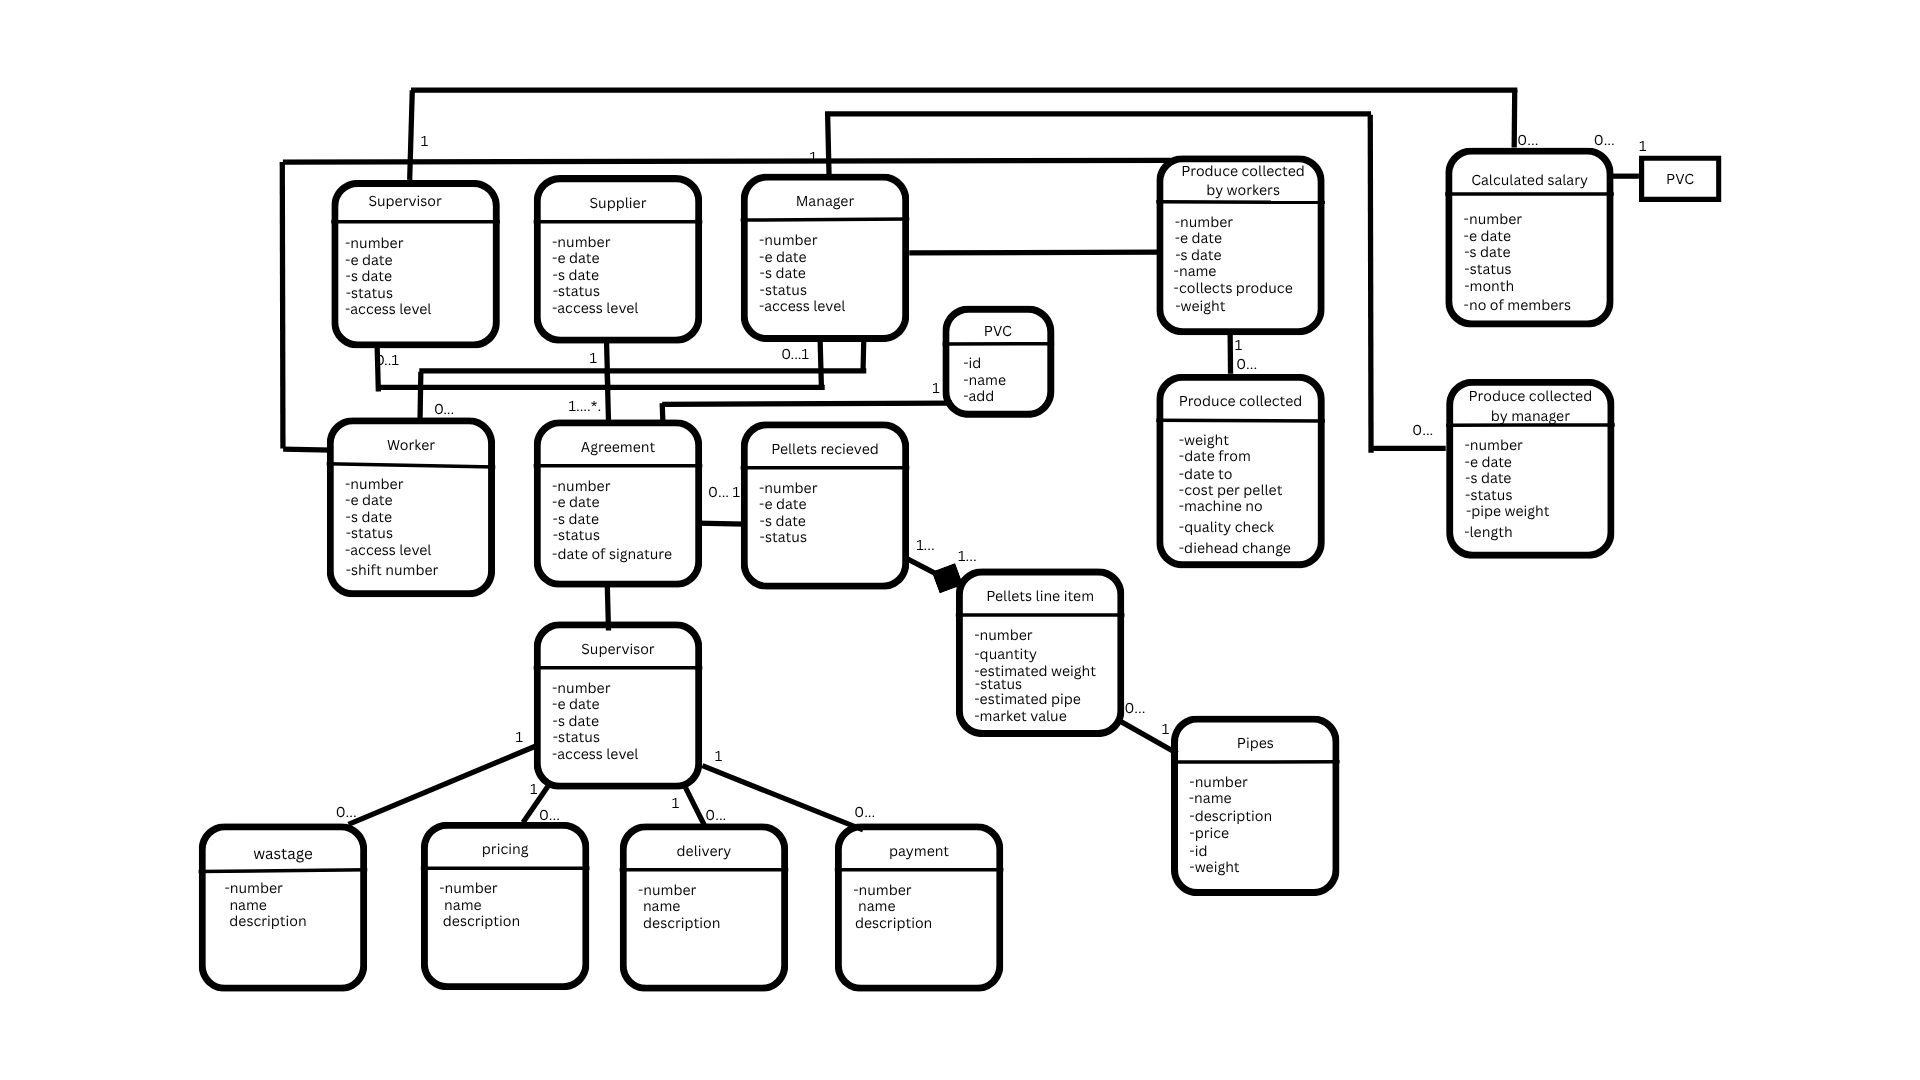 1
0...
0...
1
PVC
1
Supervisor
-number
-e date
-s date
-status
-access level
Supplier
-number
-e date
-s date
-status
-access level
Manager
-number
-e date
-s date
-status
-access level
Produce collected
by workers
-number
-e date
-s date
-name
-collects produce
-weight
Calculated salary
-number
-e date
-s date
-status
-month
-no of members
0..1
1
0...1
PVC
-id
-name
-add
1
1
0...
0...
1....*.
0...
Worker
-number
-e date
-s date
-status
-access level
-shift number
Agreement
-number
-e date
-s date
-status
-date of signature
0... 1
Pellets recieved
-number
-e date
-s date
-status
Produce collected
-weight
-date from
-date to
-cost per pellet
-machine no
-quality check
-diehead change
Produce collected
by manager
-number
-e date
-s date
-status
-pipe weight
-length
1...
1...
Pellets line item
-number
-quantity
-estimated weight
-status
-estimated pipe
-market value
Supervisor
-number
-e date
-s date
-status
-access level
0...
1
Pipes
-number
-name
-description
-price
-id
-weight
1
1
1
1
0...
0...
0...
0...
wastage
-number
name
description
pricing
-number
name
description
delivery
-number
name
description
payment
-number
name
description